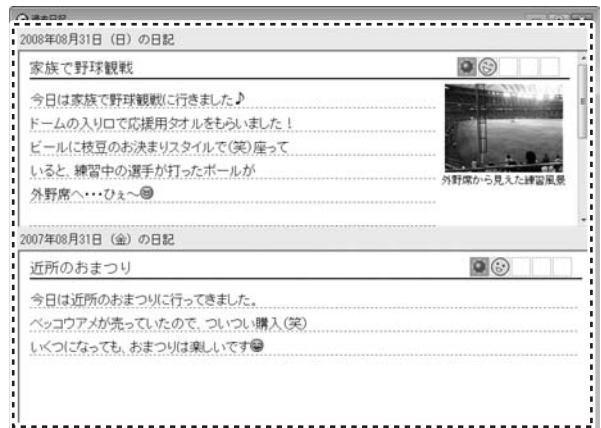 過去日記
2008年08月31日（日）の日記
家族で野球観戦
今日は家族で野球観戦に行きました♪
ドームの入り口で応援用タオルをもらいました！
ビールに枝豆のお決まりスタイルで(笑)座って
いると、練習中の選手が打ったボールが
外野席へ・・・ひぇ〜
外野席から見えた練習風景
2007年08月31日（金）の日記
近所のおまつり
今日は近所のおまつりに行ってきました。
ベッコウアメが売っていたので、ついつい購入(笑)
いくつになっても、おまつりは楽しいです